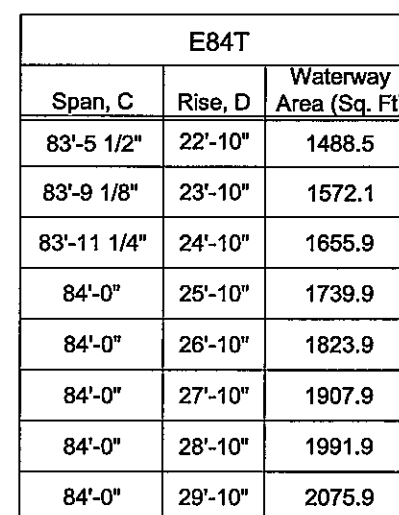 E84T
Span, C Rise, D Waterway Area (Sq. Ft
83'-5 1/2" 22'-10" 1488.5
83'-9 1/8" 23'-10" 1572.1
83'-11 1/4" 24'-10" 1655.9
84'-0" 25'-10" 1739.9
84'-0" 26'-10" 1823.9
84'-0" 27'-10" 1907.9
84'-0" 28'-10" 1991.9
84'-0" 29'-10" 2075.9